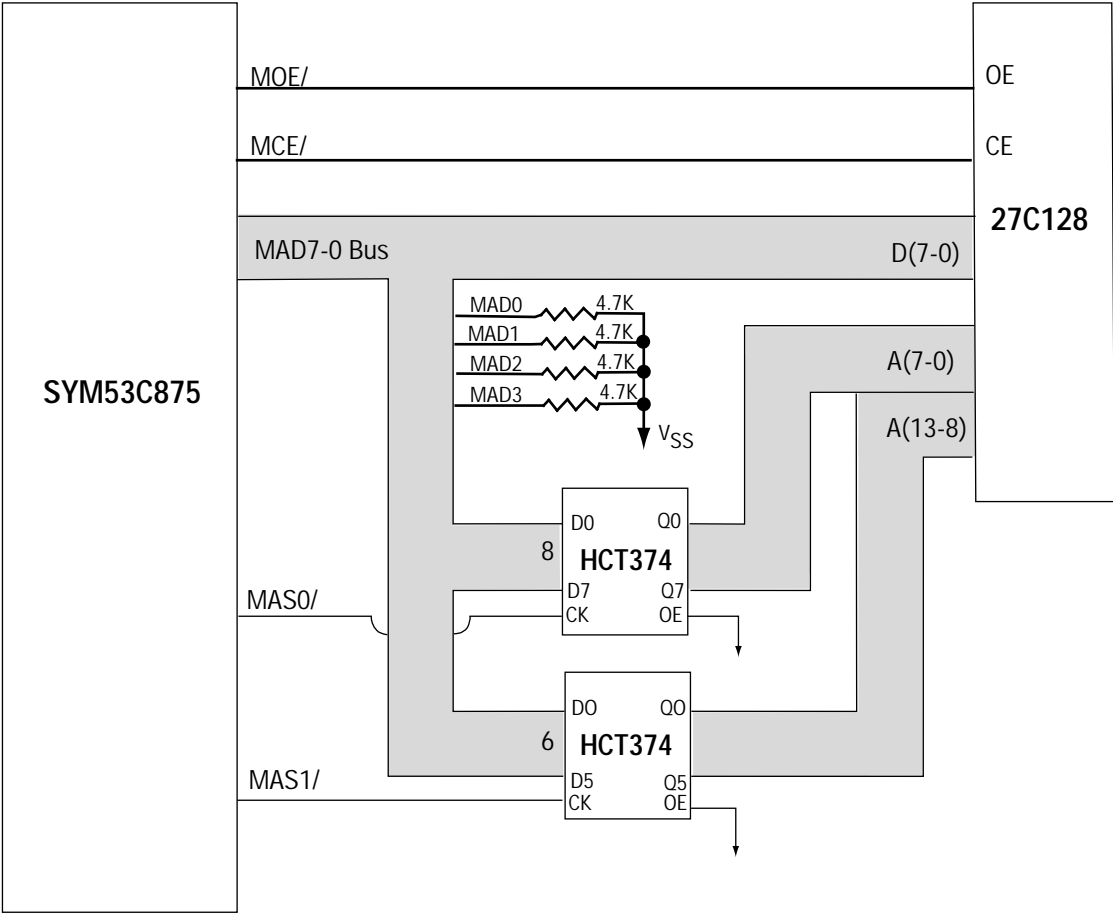 MOE/
OE
MCE/
CE
27C128
MAD7-0 Bus
D(7-0)
MAD0 4.7K
MAD1 4.7K
MAD2 4.7K
MAD3 4.7K
A(7-0)
SYM53C875
A(13-8)
VSS
D0 Q0
8
HCT374
D7 Q7
MAS0/
CK OE
DO QO
6
HCT374
MAS1/
D5 Q5
CK OE